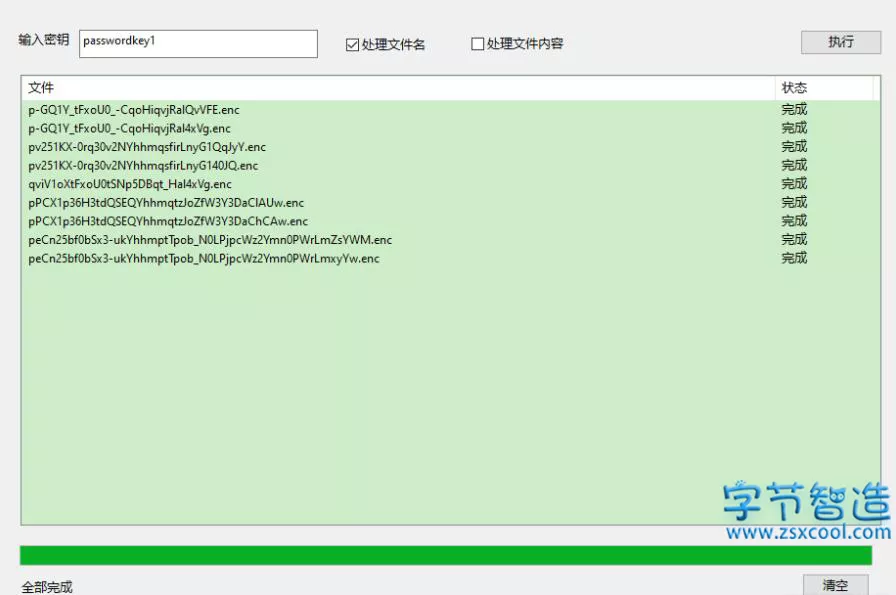 输入密钥 passwordkey1 处理文件名 处理文件内容 执行
文件 状态
p-GQ1Y_tFxoU0_-CqoHiqvjRaIQvVFE.enc 完成
p-GQ1Y_tFxoU0_-CqoHiqvjRaI4xVg.enc 完成
pv251KX-0rq30v2NYhhmqsfirLnyG1QqJyY.enc 完成
pv251KX-0rq30v2NYhhmqsfirLnyG140JQ.enc 完成
qviV1oXtFxoU0tSNp5DBqt_HaI4xVg.enc 完成
pPCX1p36H3tdQSEQYhhmqtzJoZfW3Y3DaClAUw.enc 完成
pPCX1p36H3tdQSEQYhhmqtzJoZfW3Y3DaChCAw.enc 完成
peCn25bf0bSx3-ukYhhmptTpob_N0LPjpcWz2Ymn0PWrLmZsYWM.enc 完成
peCn25bf0bSx3-ukYhhmptTpob_N0LPjpcWz2Ymn0PWrLmxyYw.enc 完成
字节智造
www.zsxcool.com
全部完成 清空